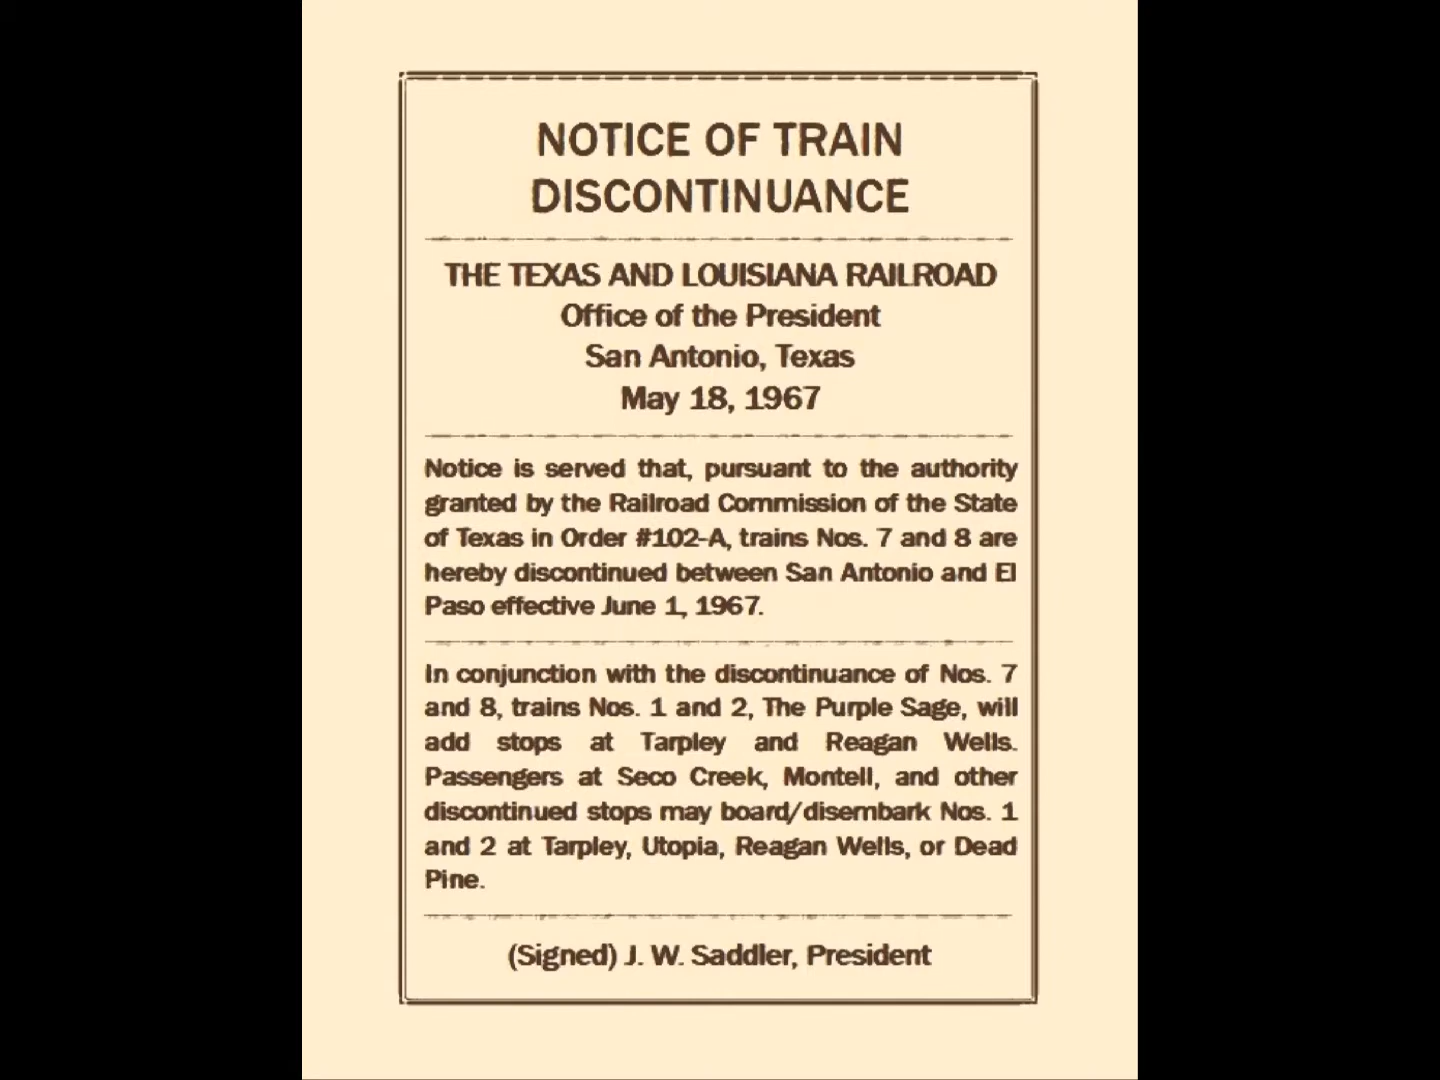 NOTICE OF TRAIN
DISCONTINUANCE
THE TEXAS AND LOUISIANA RAILROAD
Office of the President
San Antonio, Texas
May 18, 1967
Notice is served that, pursuant to the authority
granted by the Railroad Commission of the State
of Texas in Order #102-A, trains Nos. 7 and 8 are
hereby discontinued between San Antonio and El
Paso effective June 1, 1967.
In conjunction with the discontinuance of Nos. 7
and 8, trains Nos. 1 and 2, The Purple Sage, will
add stops at Tarpley and Reagan Wells.
Passengers at Seco Creek, Montell, and other
discontinued stops may board/disembark Nos. 1
and 2 at Tarpley, Utopia, Reagan Wells, or Dead
Pine.
(Signed) J. W. Saddler, President